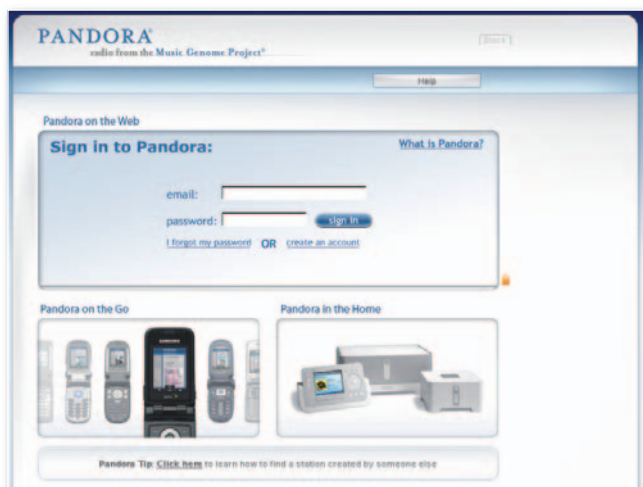 PANDORA®
radio from the Music Genome Project®
Help
Pandora on the Web
Sign in to Pandora:
What is Pandora?
email:
password:
sign in
I forgot my password OR create an account
Pandora on the Go
Pandora in the Home
SAMSUNG
Pandora Tip: Click here to learn how to find a station created by someone else